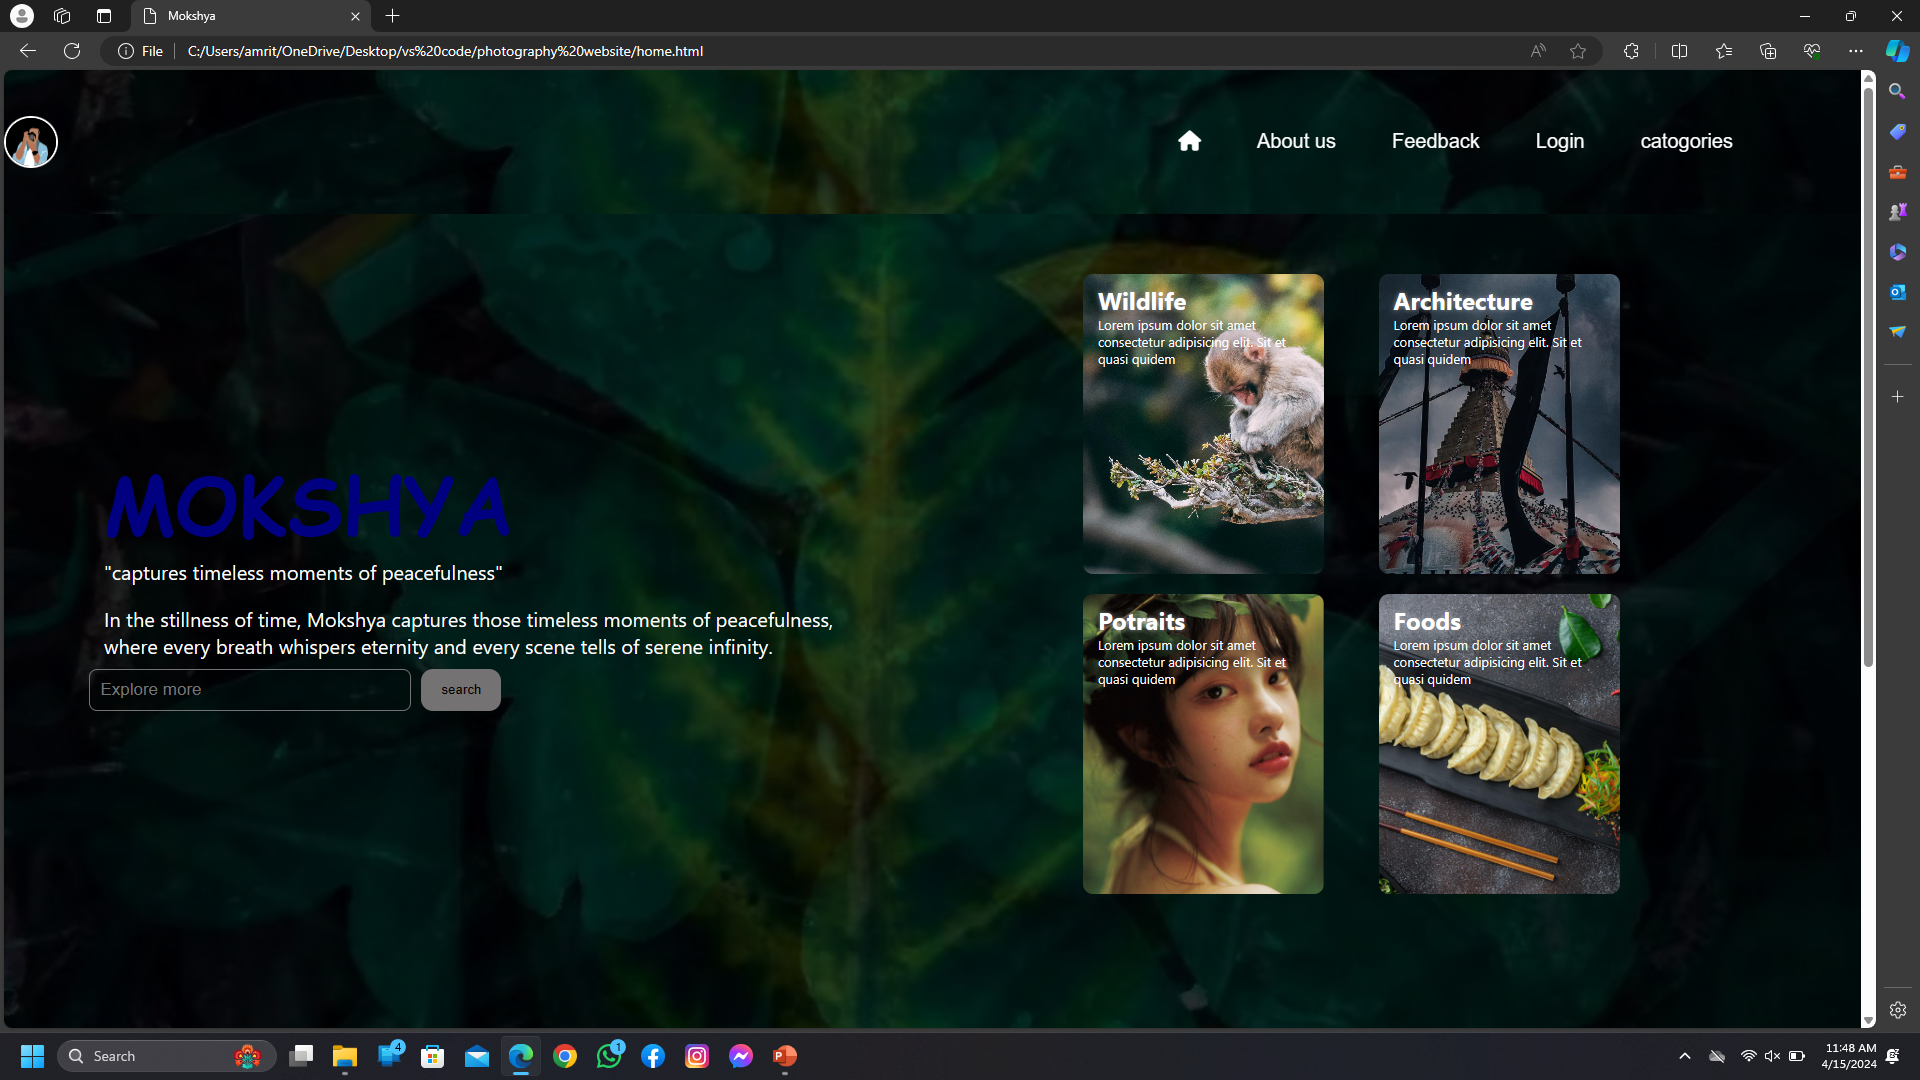 Mokshya
File
C:/Users/amrit/OneDrive/Desktop/vs%20code/photography%20website/home.html
About us
Feedback
Login
catogories
MOKSHYA
"captures timeless moments of peacefulness"
In the stillness of time, Mokshya captures those timeless moments of peacefulness,
where every breath whispers eternity and every scene tells of serene infinity.
Explore more
search
Wildlife
Lorem ipsum dolor sit amet
consectetur adipisicing elit. Sit et
quasi quidem
Architecture
Lorem ipsum dolor sit amet
consectetur adipisicing elit. Sit et
quasi quidem
Potraits
Lorem ipsum dolor sit amet
consectetur adipisicing elit. Sit et
quasi quidem
Foods
Lorem ipsum dolor sit amet
consectetur adipisicing elit. Sit et
quasi quidem
Search
4
1
11:48 AM
4/15/2024